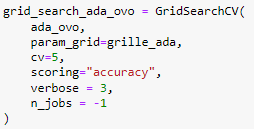 grid_search_ada_ovo = GridSearchCV(
    ada_ovo,
    param_grid=grille_ada,
    cv=5,
    scoring="accuracy",
    verbose = 3,
    n_jobs = -1
)